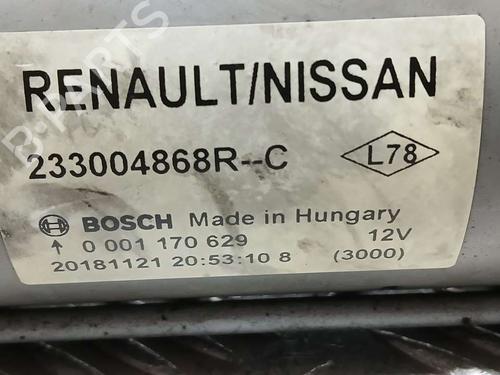 RENAULT/NISSAN
233004868R--C
L78
BOSCH Made in Hungary
0 001 170 629 12V
20181121 20:53:10 8 (3000)
B-PARTS